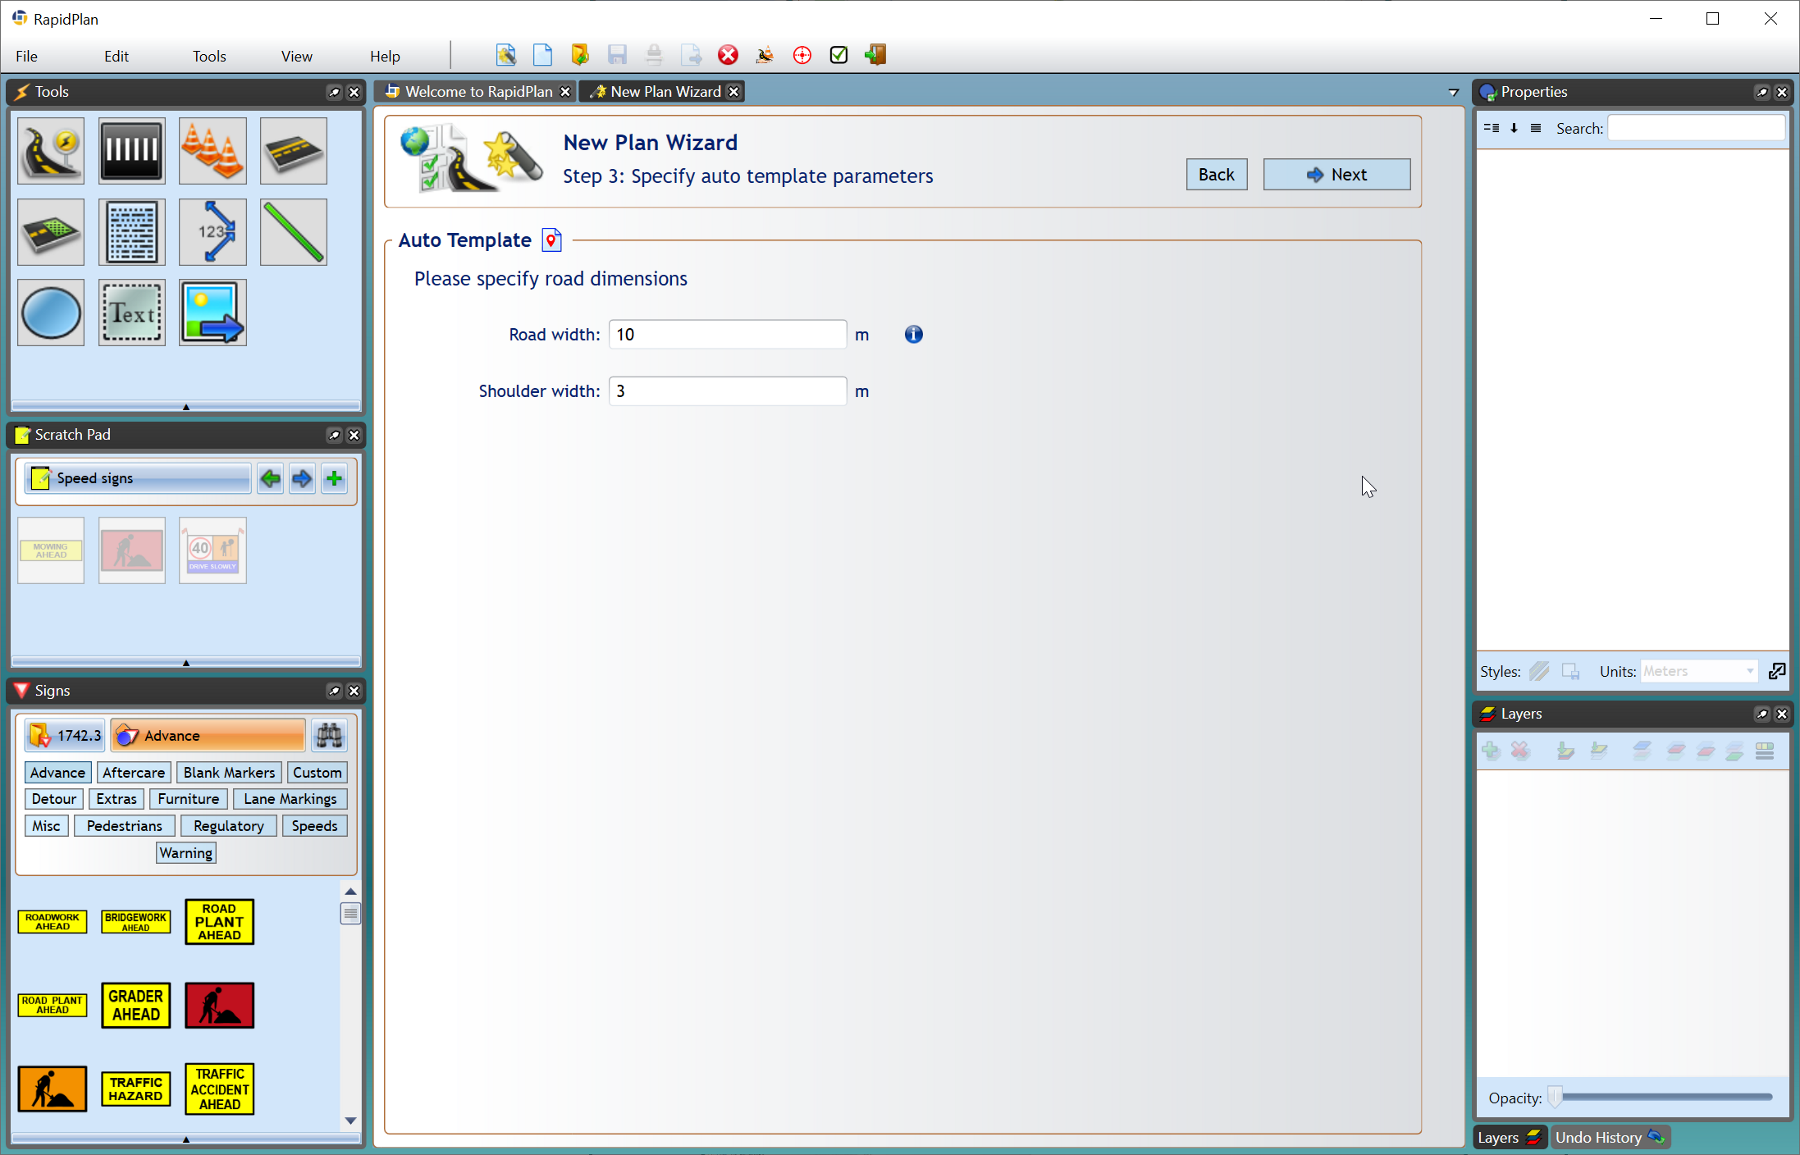 RapidPlan
File Edit Tools View Help
Tools
123
Text
Scratch Pad
Speed signs
MOWING
AHEAD
40
DRIVE SLOWLY
Signs
1742.3 Advance
Advance Aftercare Blank Markers Custom
Detour Extras Furniture Lane Markings
Misc Pedestrians Regulatory Speeds
Warning
ROADWORK
AHEAD
BRIDGEWORK
AHEAD
ROAD
PLANT
AHEAD
ROAD PLANT
AHEAD
GRADER
AHEAD
TRAFFIC
HAZARD
TRAFFIC
ACCIDENT
AHEAD
Welcome to RapidPlan New Plan Wizard
New Plan Wizard
Step 3: Specify auto template parameters
Back Next
Auto Template
Please specify road dimensions
Road width: 10 m
Shoulder width: 3 m
Properties
Search:
Styles: Units: Meters
Layers
Opacity:
Layers Undo History